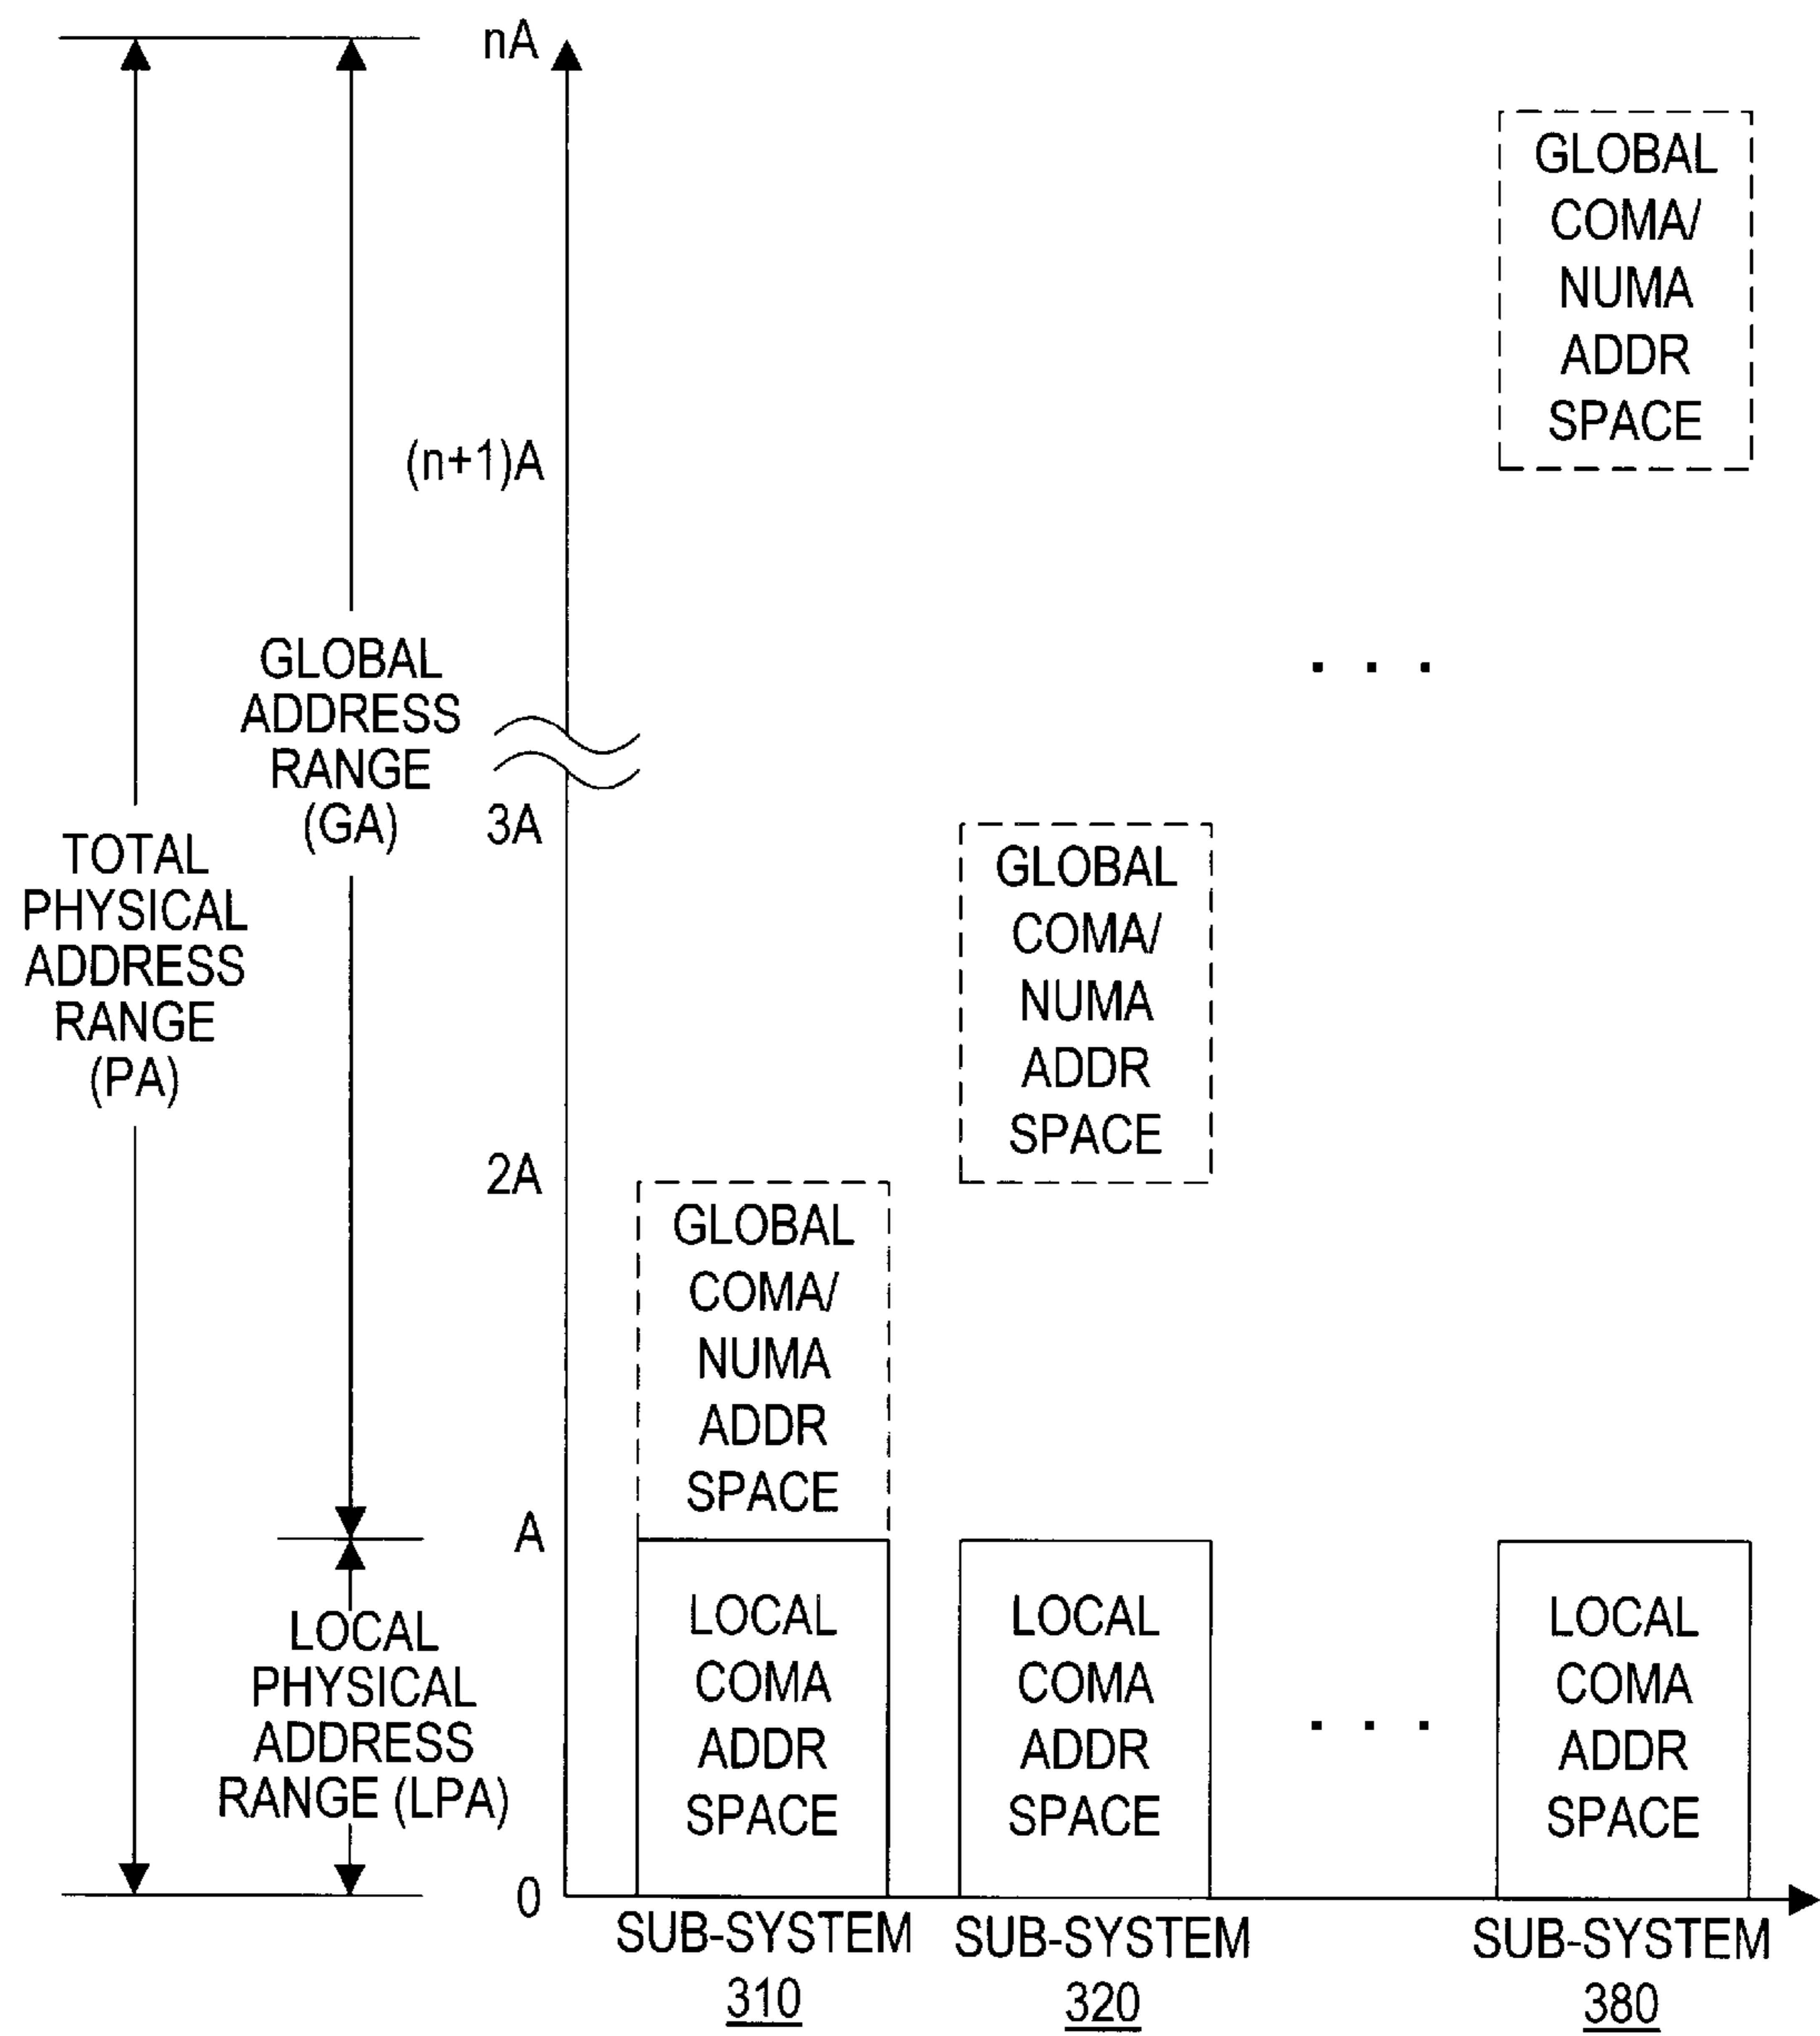 nA
(n+1)A
3A
2A
A
0
TOTAL
PHYSICAL
ADDRESS
RANGE
(PA)
GLOBAL
ADDRESS
RANGE
(GA)
LOCAL
PHYSICAL
ADDRESS
RANGE (LPA)
GLOBAL
COMA/
NUMA
ADDR
SPACE
LOCAL
COMA
ADDR
SPACE
SUB-SYSTEM
310
GLOBAL
COMA/
NUMA
ADDR
SPACE
LOCAL
COMA
ADDR
SPACE
SUB-SYSTEM
320
. . .
. . .
GLOBAL
COMA/
NUMA
ADDR
SPACE
LOCAL
COMA
ADDR
SPACE
SUB-SYSTEM
380